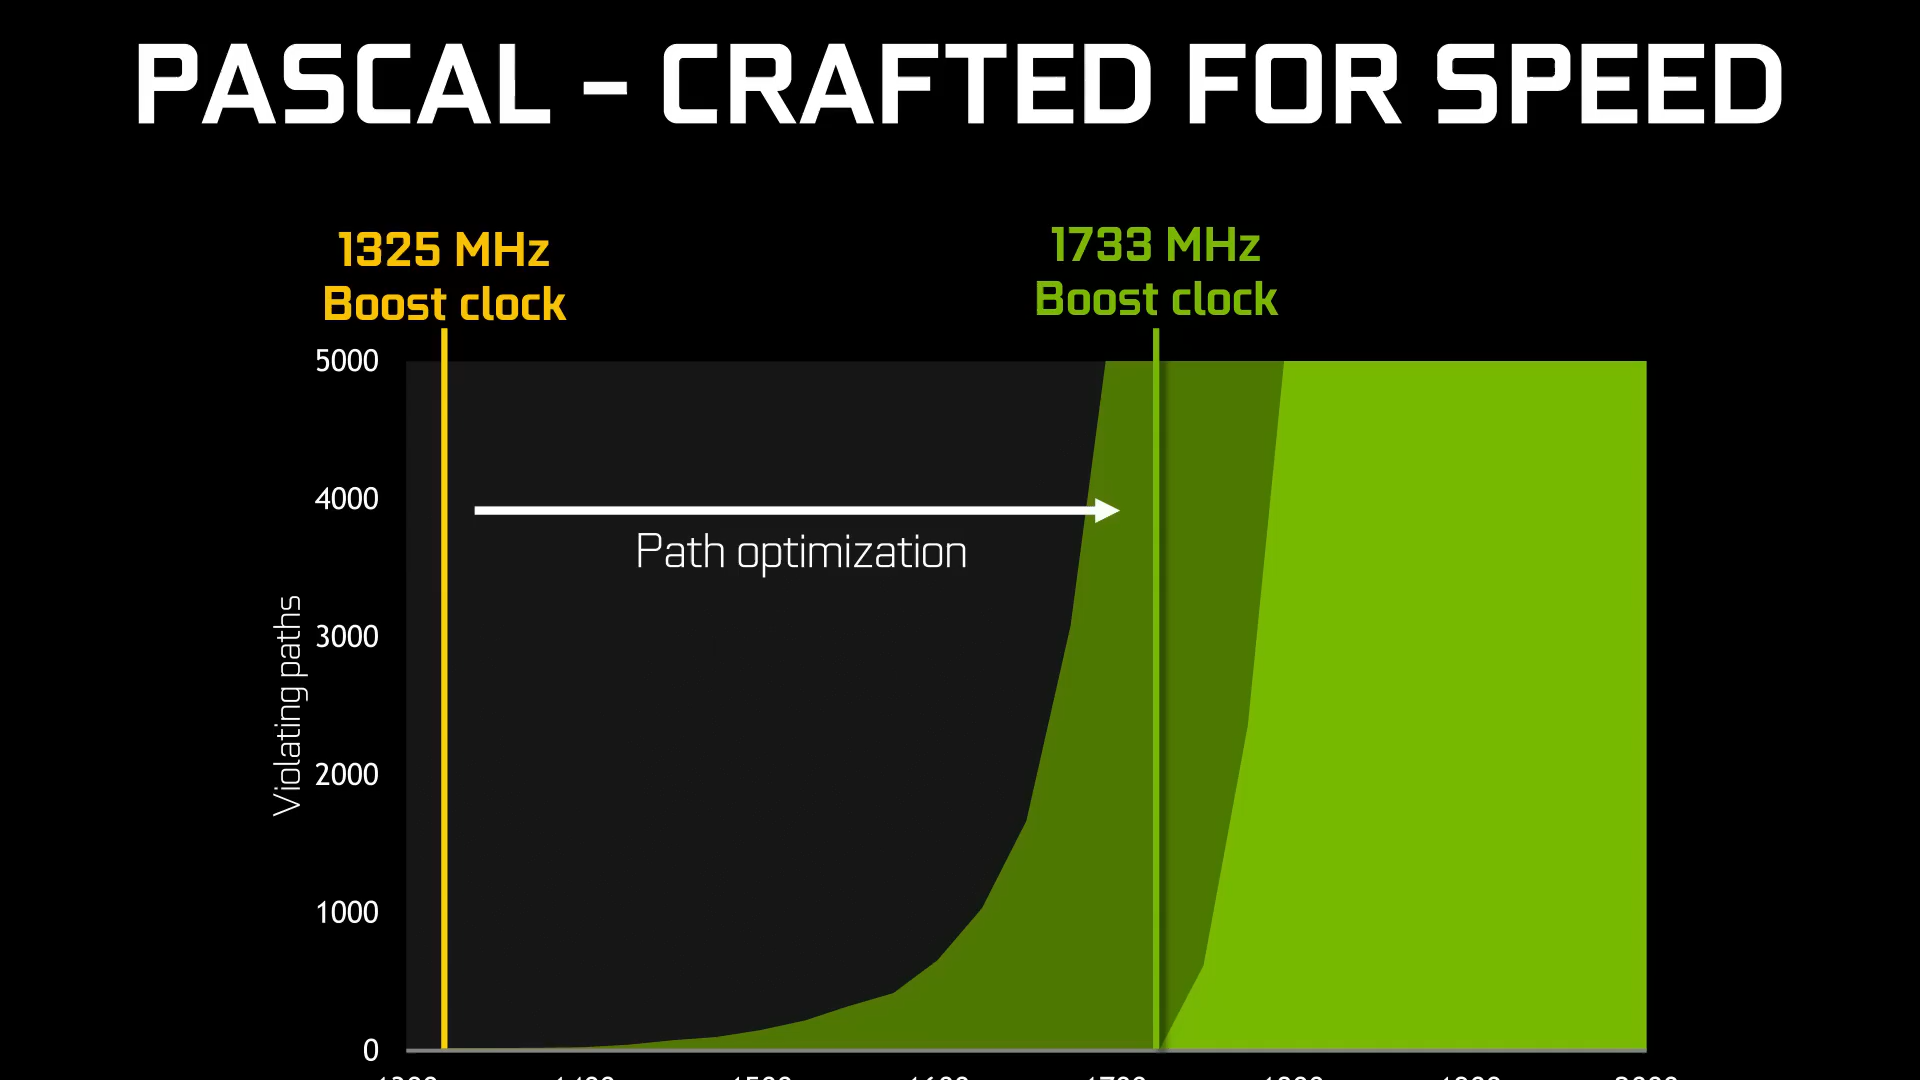 PASCAL – CRAFTED FOR SPEED
1325 MHz
Boost clock
1733 MHz
Boost clock
5000
4000
Path optimization
3000
Violating paths
2000
1000
0